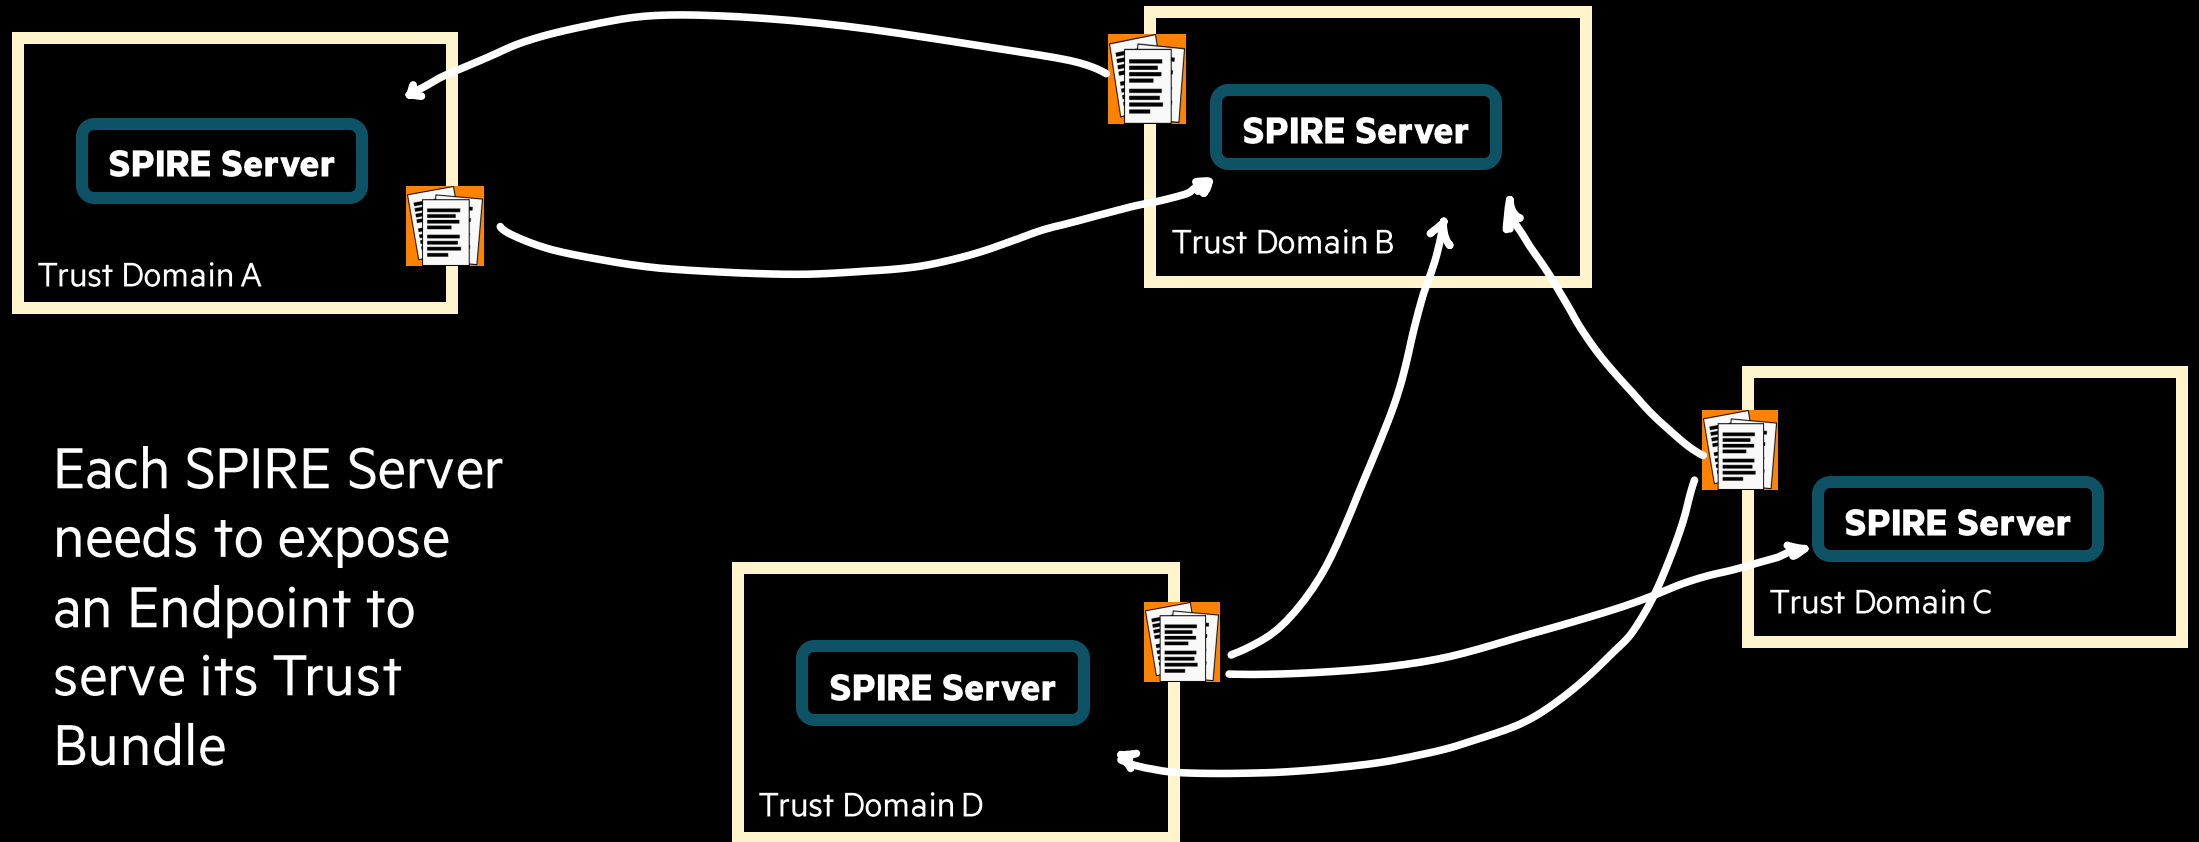 SPIRE Server
Trust Domain A
SPIRE Server
Trust Domain B
Each SPIRE Server
needs to expose
an Endpoint to
serve its Trust
Bundle
SPIRE Server
Trust Domain C
SPIRE Server
Trust Domain D